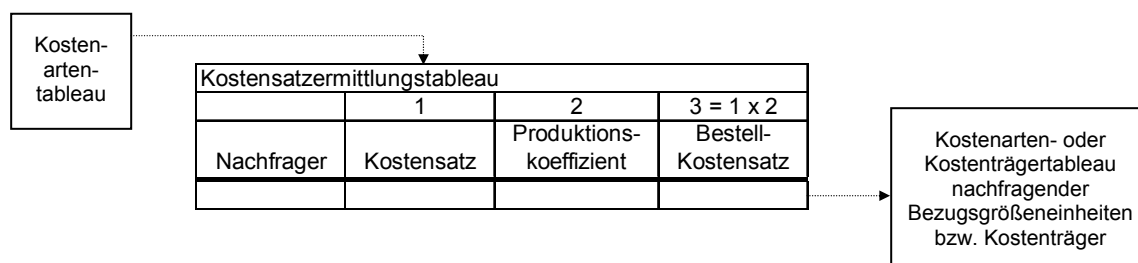 Kosten-
arten-
tableau
Kostensatzermittlungstableau
1 2 3 = 1 x 2
Nachfrager Kostensatz Produktions-
koeffizient Bestell-
Kostensatz
Kostenarten- oder
Kostenträgertableau
nachfragender
Bezugsgrößeneinheiten
bzw. Kostenträger